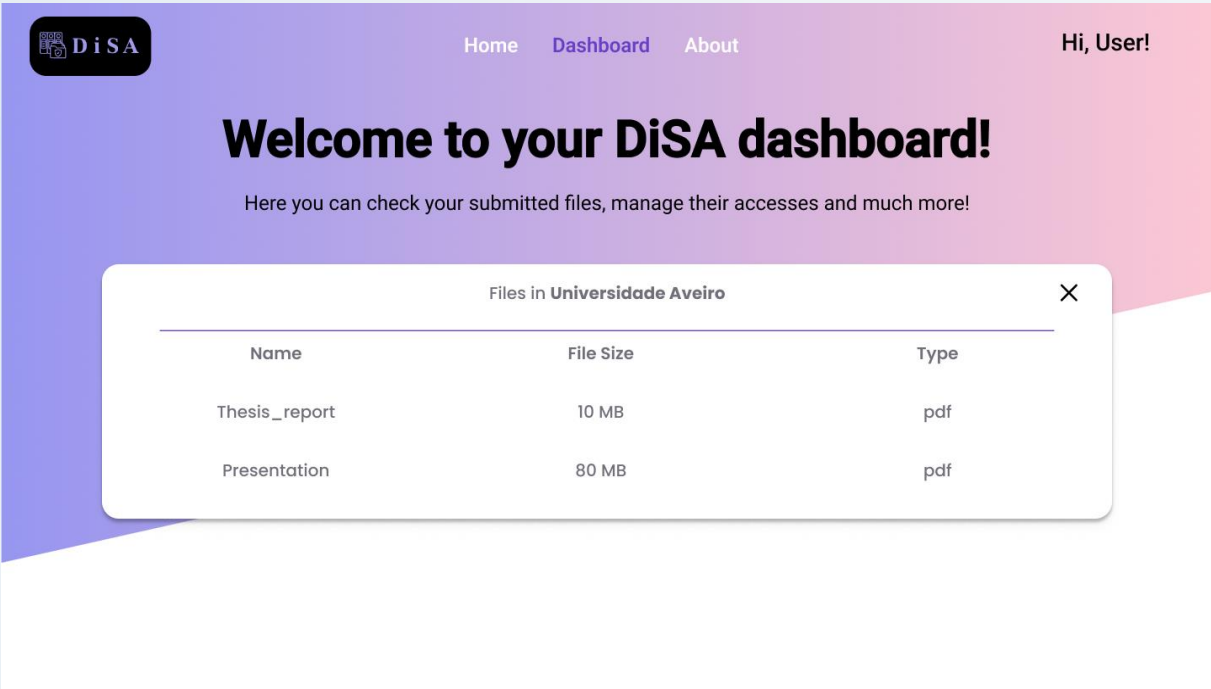 DiSA
Home Dashboard About
Hi, User!
Welcome to your DiSA dashboard!
Here you can check your submitted files, manage their accesses and much more!
Files in Universidade Aveiro
Name File Size Type
Thesis_report 10 MB pdf
Presentation 80 MB pdf